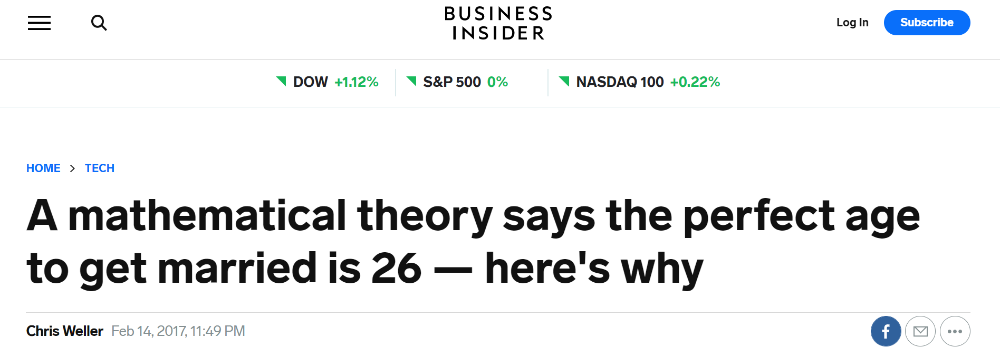 BUSINESS
INSIDER
Log In
Subscribe
DOW +1.12%
S&P 500 0%
NASDAQ 100 +0.22%
HOME > TECH
A mathematical theory says the perfect age
to get married is 26 — here's why
Chris Weller Feb 14, 2017, 11:49 PM